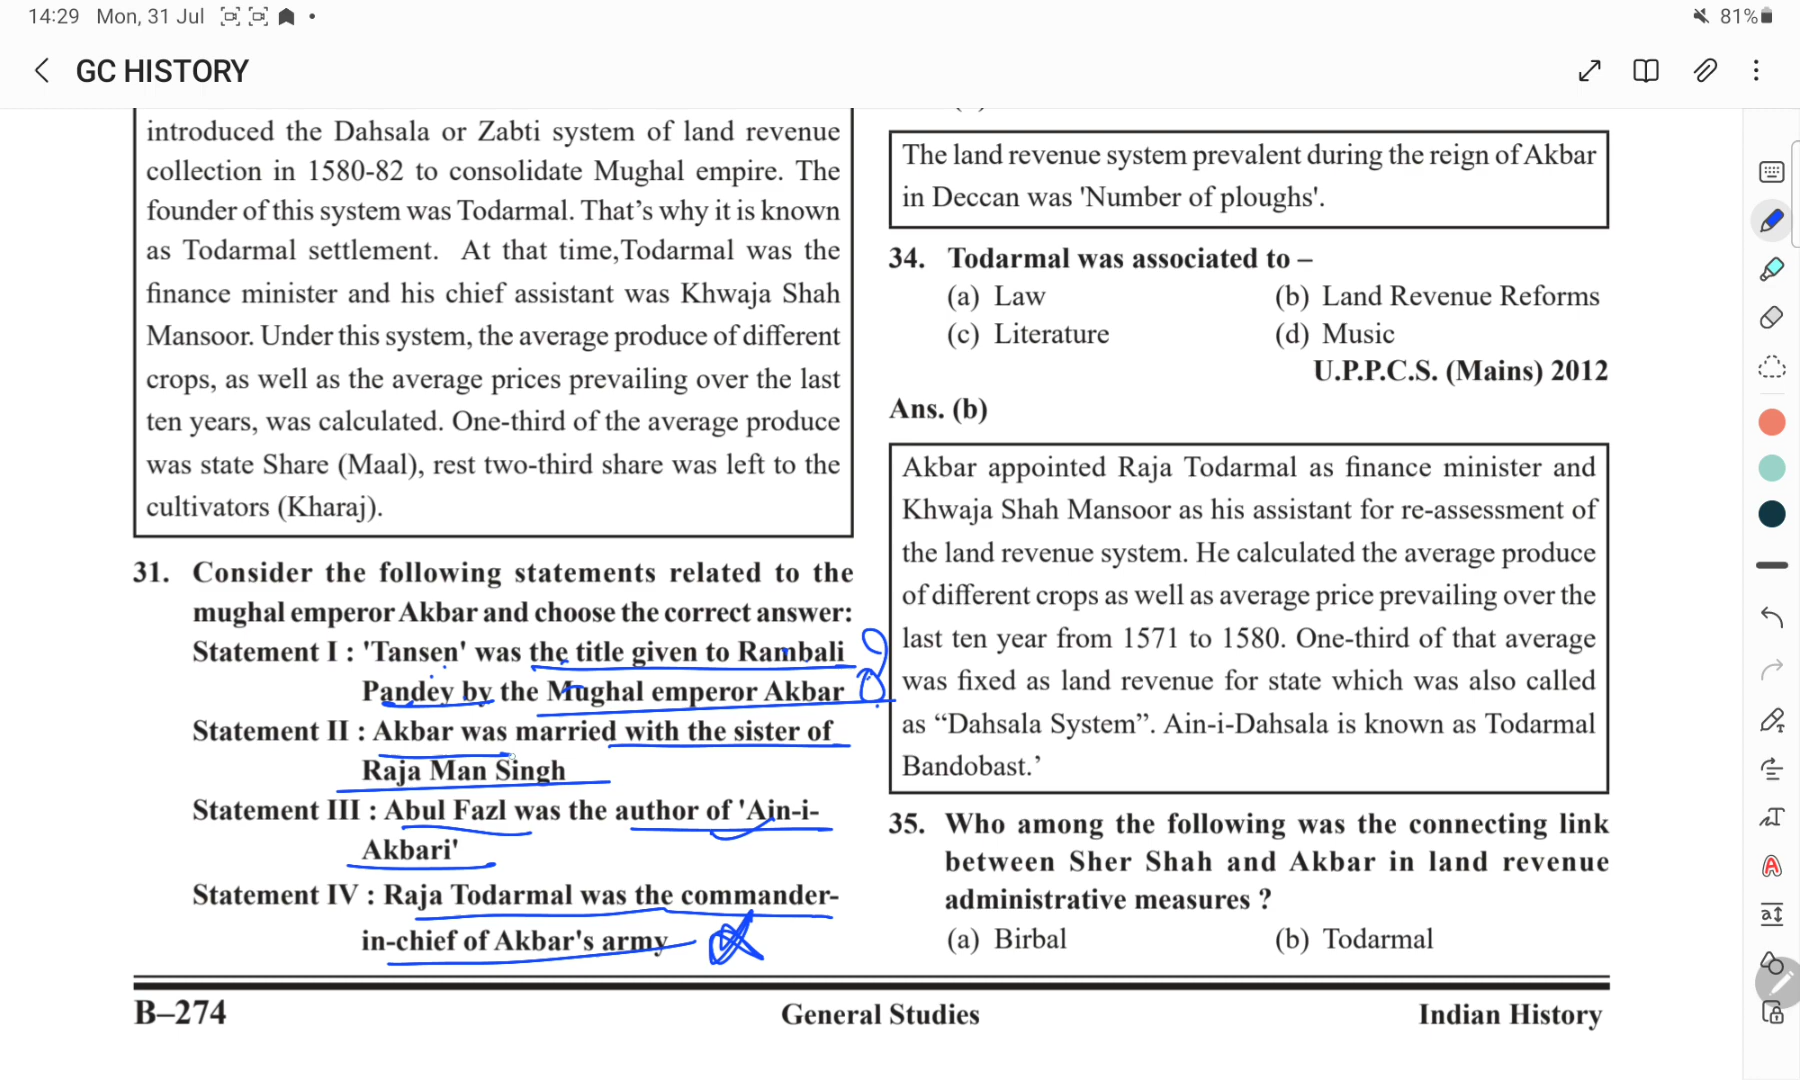 14:29 Mon, 31 Jul
81%
GC HISTORY
introduced the Dahsala or Zabti system of land revenue
collection in 1580-82 to consolidate Mughal empire. The
founder of this system was Todarmal. That’s why it is known
as Todarmal settlement. At that time,Todarmal was the
finance minister and his chief assistant was Khwaja Shah
Mansoor. Under this system, the average produce of different
crops, as well as the average prices prevailing over the last
ten years, was calculated. One-third of the average produce
was state Share (Maal), rest two-third share was left to the
cultivators (Kharaj).
31. Consider the following statements related to the
mughal emperor Akbar and choose the correct answer:
Statement I : 'Tansen' was the title given to Rambali
Pandey by the Mughal emperor Akbar
Statement II : Akbar was married with the sister of
Raja Man Singh
Statement III : Abul Fazl was the author of 'Ain-i-
Akbari'
Statement IV : Raja Todarmal was the commander-
in-chief of Akbar's army
The land revenue system prevalent during the reign of Akbar
in Deccan was 'Number of ploughs'.
34. Todarmal was associated to –
(a) Law (b) Land Revenue Reforms
(c) Literature (d) Music
U.P.P.C.S. (Mains) 2012
Ans. (b)
Akbar appointed Raja Todarmal as finance minister and
Khwaja Shah Mansoor as his assistant for re-assessment of
the land revenue system. He calculated the average produce
of different crops as well as average price prevailing over the
last ten year from 1571 to 1580. One-third of that average
was fixed as land revenue for state which was also called
as “Dahsala System”. Ain-i-Dahsala is known as Todarmal
Bandobast.’
35. Who among the following was the connecting link
between Sher Shah and Akbar in land revenue
administrative measures ?
(a) Birbal (b) Todarmal
B–274 General Studies Indian History